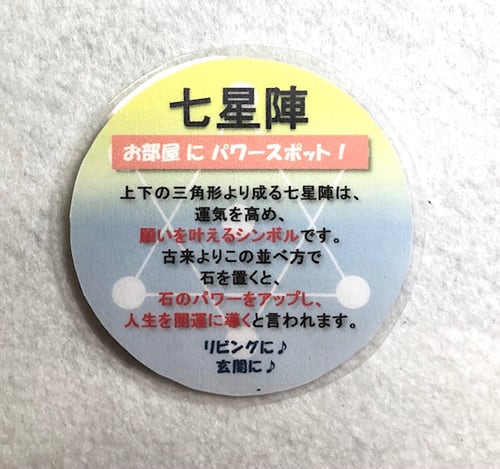 七星陣
お部屋に パワースポット！
上下の三角形より成る七星陣は、
運気を高め、
願いを叶えるシンボルです。
古来よりこの並べ方で
石を置くと、
石のパワーをアップし、
人生を開運に導くと言われます。
リビングに♪
玄関に♪